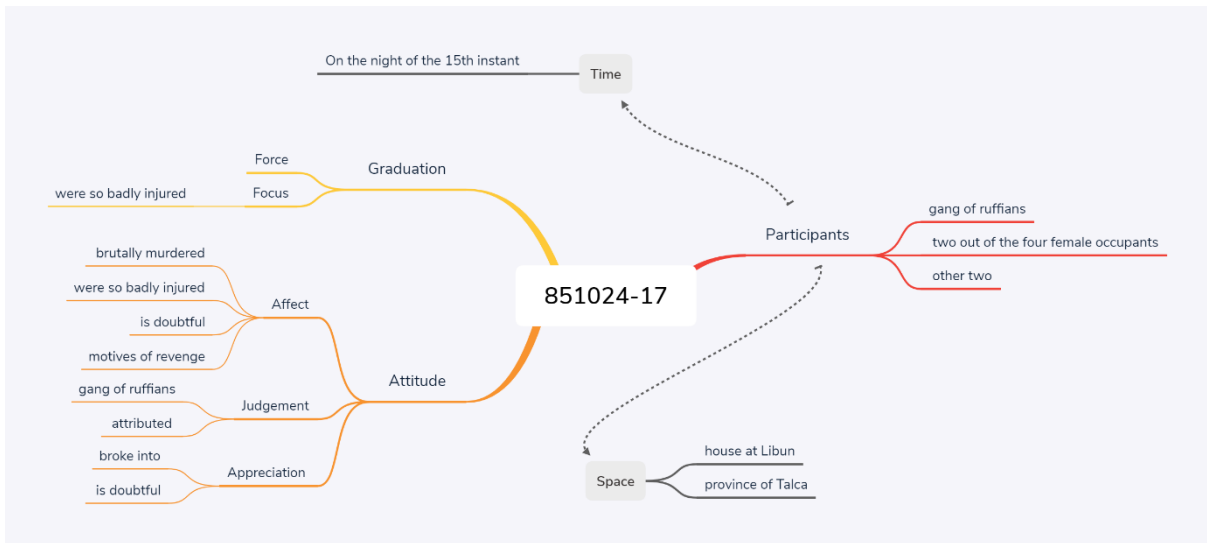 On the night of the 15th instant
Time
Force
Graduation
were so badly injured
Focus
brutally murdered
were so badly injured
Affect
is doubtful
motives of revenge
Attitude
gang of ruffians
Judgement
attributed
broke into
Appreciation
is doubtful
851024-17
Participants
gang of ruffians
two out of the four female occupants
other two
Space
house at Libun
province of Talca